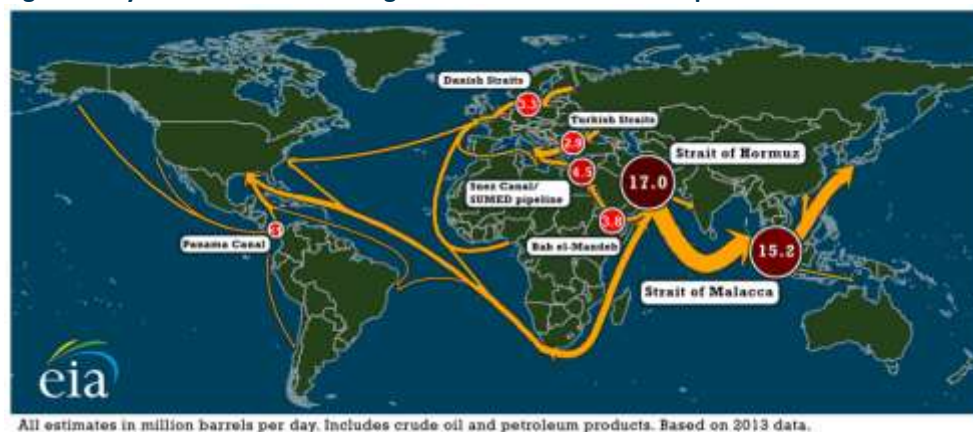 Danish Straits
Turkish Straits
2.9
Strait of Hormuz
4.5
17.0
Suez Canal/
SUMED pipeline
3.8
Panama Canal
Bab el-Mandeb
15.2
Strait of Malacca
eia
All estimates in million barrels per day. Includes crude oil and petroleum products. Based on 2013 data.